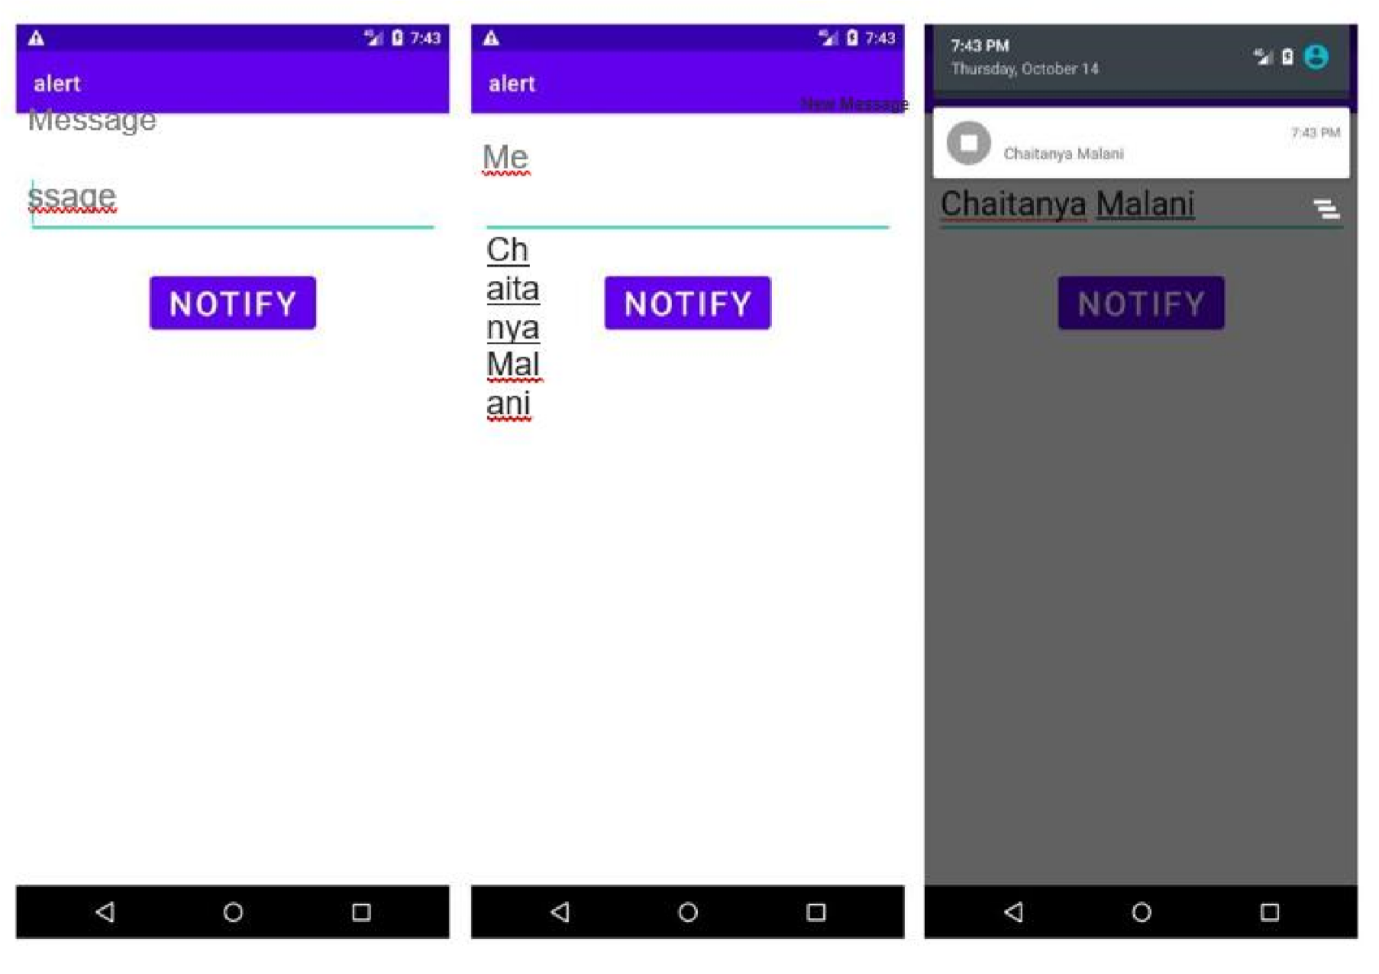 7:43
alert
Message
ssage
NOTIFY
7:43
alert
New Message
Me
Ch
aita
nya
Mal
ani
NOTIFY
7:43 PM
Thursday, October 14
7:43 PM
Chaitanya Malani
Chaitanya Malani
NOTIFY